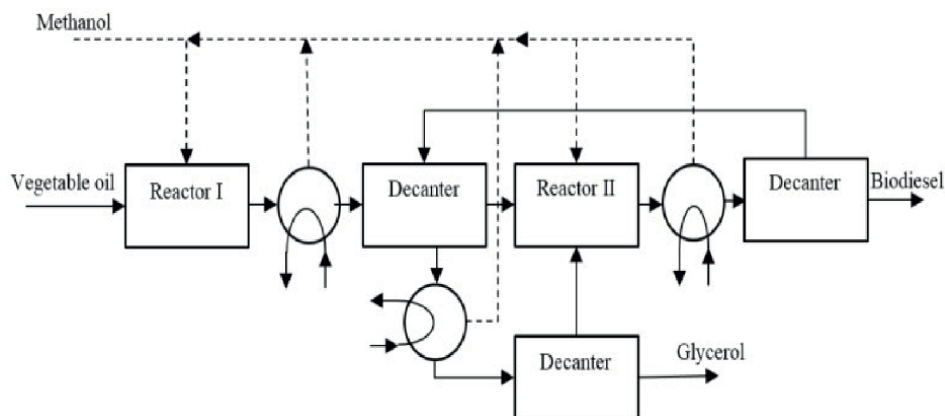 Methanol
Vegetable oil
Reactor I
Decanter
Reactor II
Decanter
Biodiesel
Decanter
Glycerol